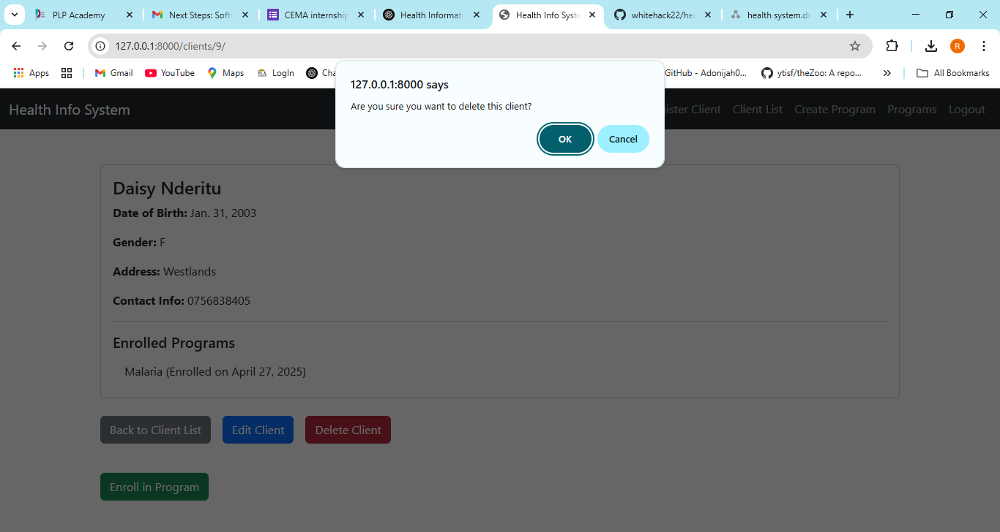 PLP Academy
Next Steps: Soft
CEMA internship
Health Informati
Health Info Syste
whitehack22/hea
health system.dr
127.0.0.1:8000/clients/9/
R
Apps
Gmail
YouTube
Maps
LogIn
Cha
GitHub - Adonijah0...
ytisf/theZoo: A repo...
All Bookmarks
127.0.0.1:8000 says
Are you sure you want to delete this client?
OK
Cancel
Health Info System
ister Client
Client List
Create Program
Programs
Logout
Daisy Nderitu
Date of Birth: Jan. 31, 2003
Gender: F
Address: Westlands
Contact Info: 0756838405
Enrolled Programs
Malaria (Enrolled on April 27, 2025)
Back to Client List
Edit Client
Delete Client
Enroll in Program